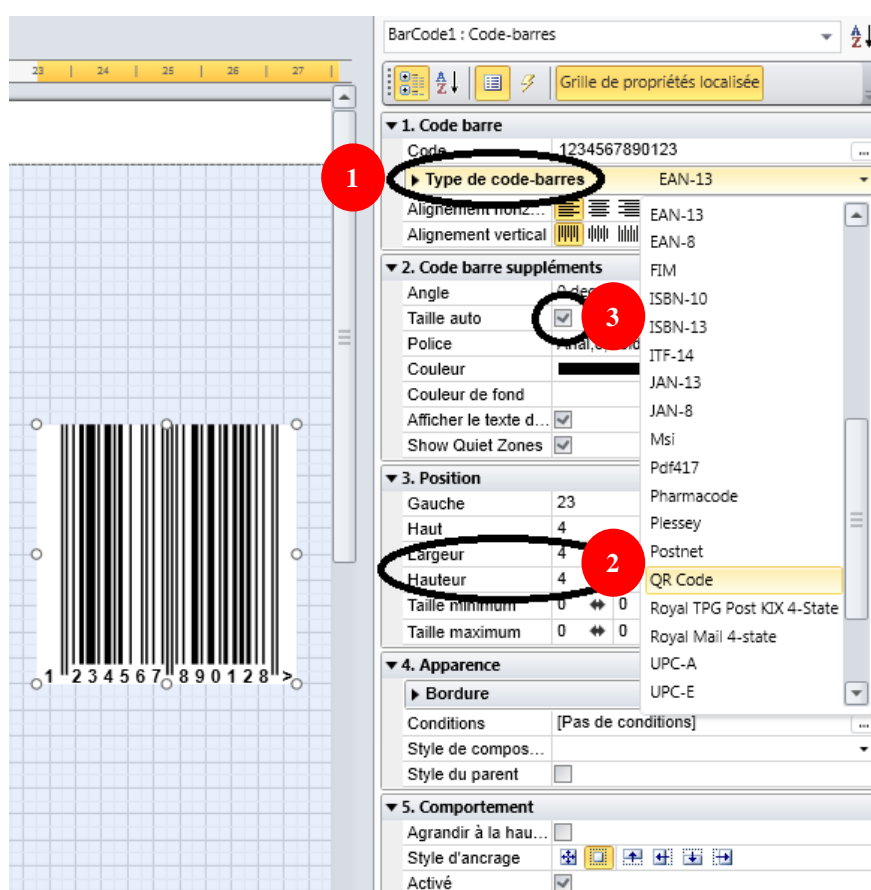 BarCode1 : Code-barres
A
Z
23 | 24 | 25 | 26 | 27 |
A
Z
Grille de propriétés localisée
1. Code barre
Code 1234567890123 ...
1
Type de code-barres EAN-13
Alignement horiz...
Alignement vertical
EAN-13
EAN-8
FIM
ISBN-10
ISBN-13
ITF-14
JAN-13
JAN-8
Msi
Pdf417
Pharmacode
Plessey
Postnet
QR Code
Royal TPG Post KIX 4-State
Royal Mail 4-state
UPC-A
UPC-E
2. Code barre suppléments
Angle
Taille auto
3
Police
Couleur
Couleur de fond
Afficher le texte d...
Show Quiet Zones
3. Position
Gauche 23
Haut 4
Largeur 4
2
Hauteur 4
Taille minimum 0 0
Taille maximum 0 0
1 234567 890128 >
4. Apparence
Bordure
Conditions [Pas de conditions] ...
Style de compos...
Style du parent
5. Comportement
Agrandir à la hau...
Style d'ancrage
Activé